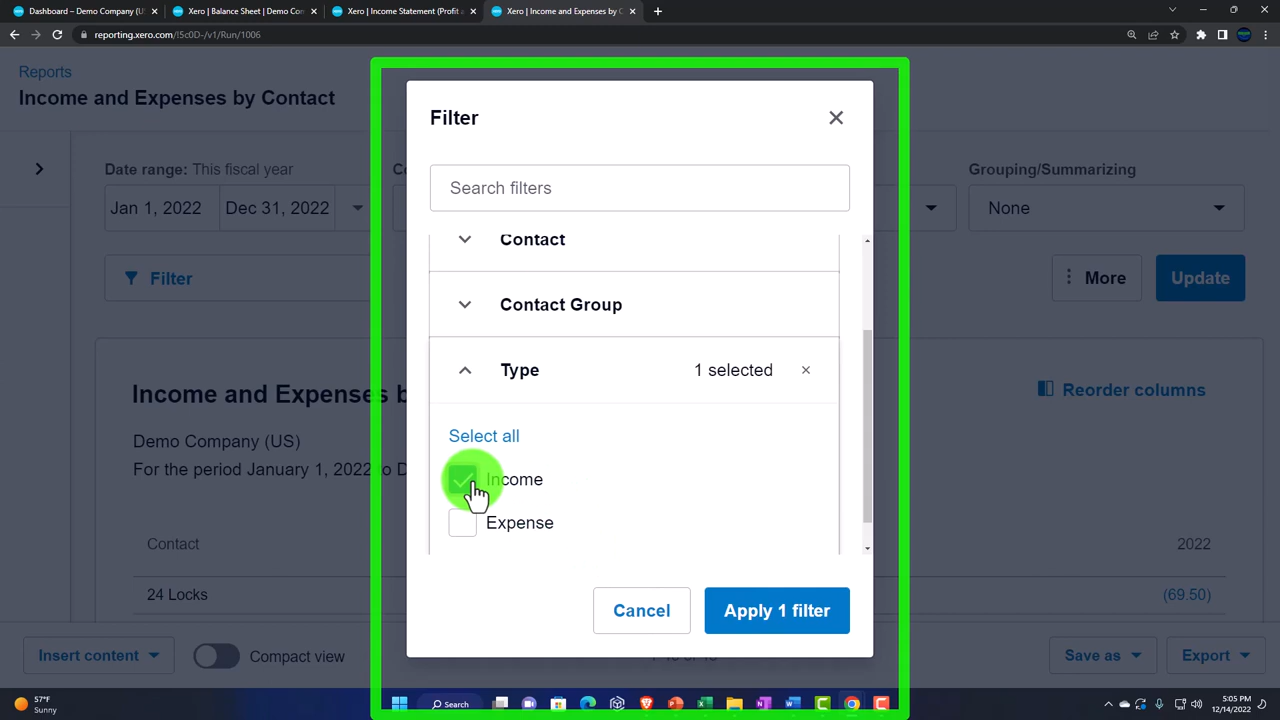 Dashboard – Demo Company (U
Xero | Balance Sheet | Demo Com
Xero | Income Statement (Profit a
Xero | Income and Expenses by C
reporting.xero.com/!5c0D-/v1/Run/1006
Reports
Income and Expenses by Contact
Filter
Search filters
Date range: This fiscal year
Co
Grouping/Summarizing
Jan 1, 2022
Dec 31, 2022
None
Contact
Filter
More
Update
Contact Group
Type
1 selected
Income and Expenses b
Reorder columns
Demo Company (US)
Select all
For the period January 1, 2022 to D
Income
Expense
Contact
2022
24 Locks
(69.50)
Cancel
Apply 1 filter
Insert content
Compact view
Save as
Export
57°F
Sunny
Search
5:05 PM
12/14/2022